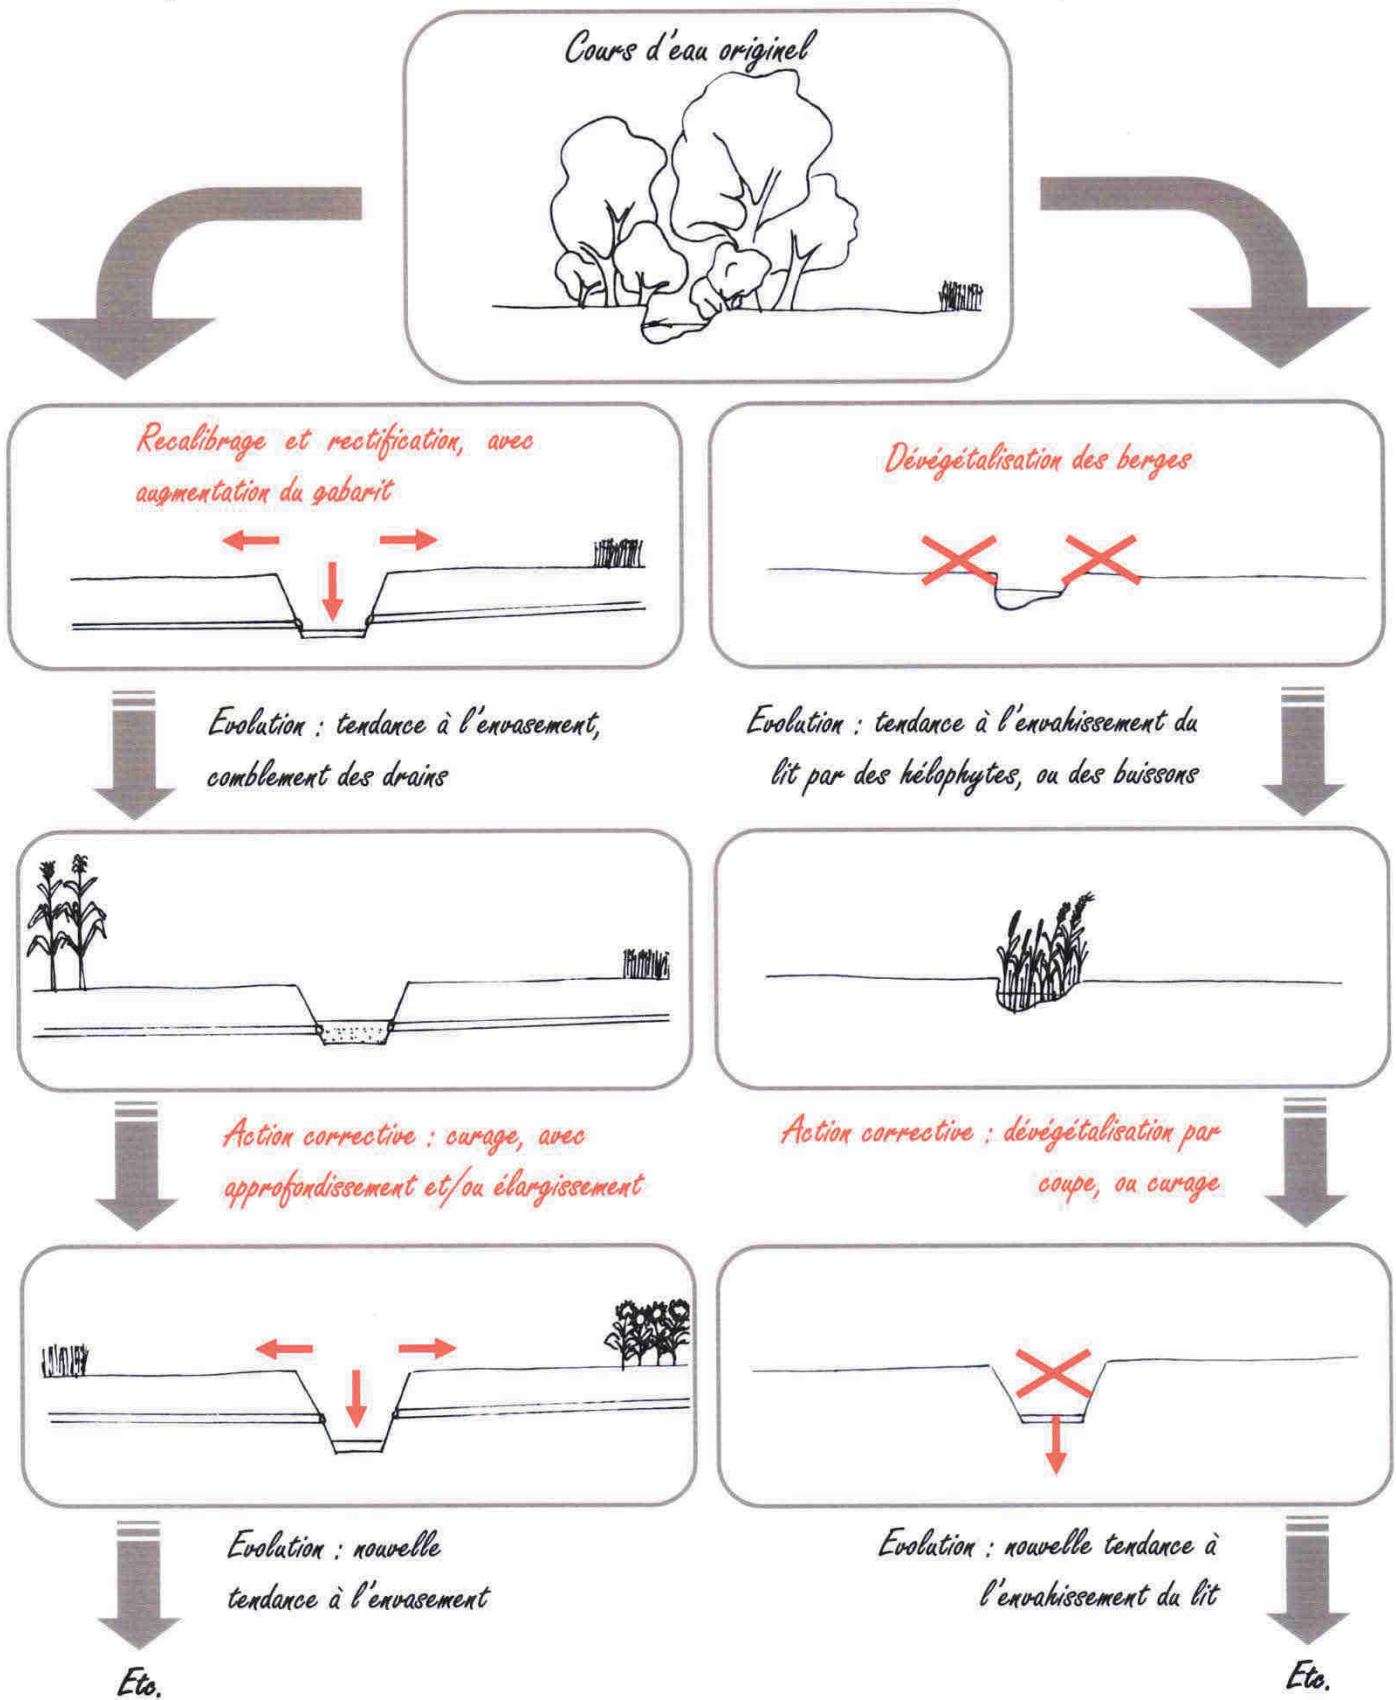 Cours d'eau originel
Recalibrage et rectification, avec
augmentation du gabarit
Dévégétalisation des berges
Evolution : tendance à l'envasement,
comblement des drains
Evolution : tendance à l'envahissement du
lit par des hélophytes, ou des buissons
Action corrective : curage, avec
approfondissement et/ou élargissement
Action corrective : dévégétalisation par
coupe, ou curage
Evolution : nouvelle
tendance à l'envasement
Evolution : nouvelle tendance à
l'envahissement du lit
Etc.
Etc.